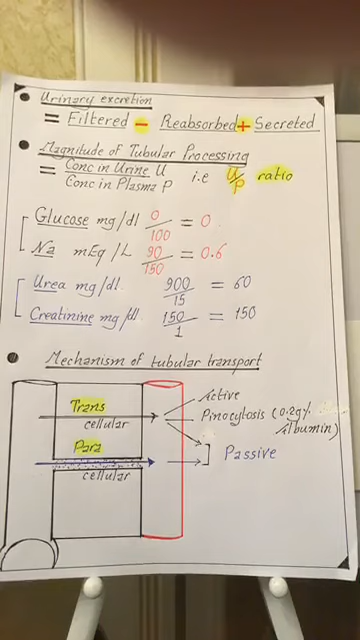 Urinary excretion
= Filtered - Reabsorbed + Secreted
Magnitude of Tubular Processing
= Conc in Urine U / Conc in Plasma P i.e U/P ratio
Glucose mg/dl 0/100 = 0
Na mEq/L 90/150 = 0.6
Urea mg/dl. 900/15 = 60
Creatinine mg/dl. 150/1 = 150
Mechanism of tubular transport
Trans
cellular
Active
Pinocytosis (0.2g%
Albumin)
Para
cellular
Passive